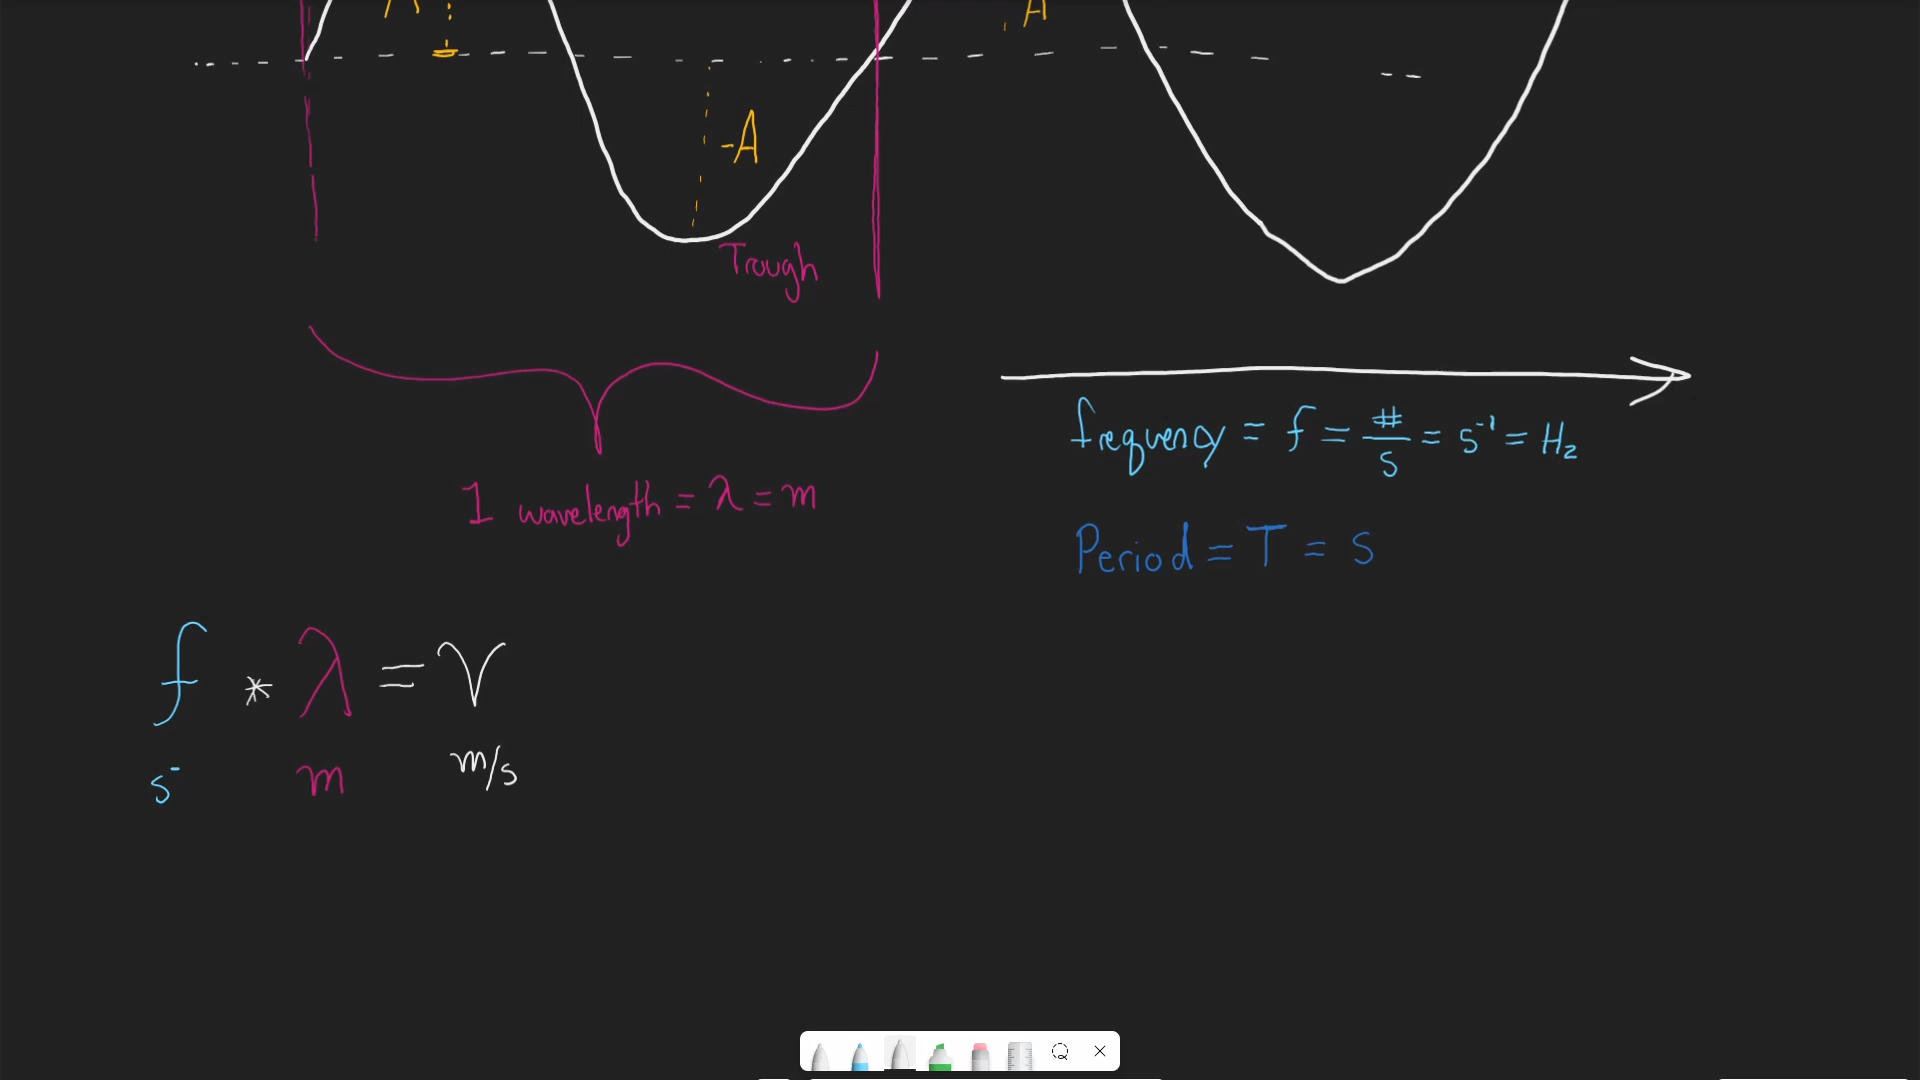 A
-A
Trough
frequency = f = #/s = s⁻¹ = Hz
1 wavelength = λ = m
Period = T = s
f * λ = v
s⁻ m m/s